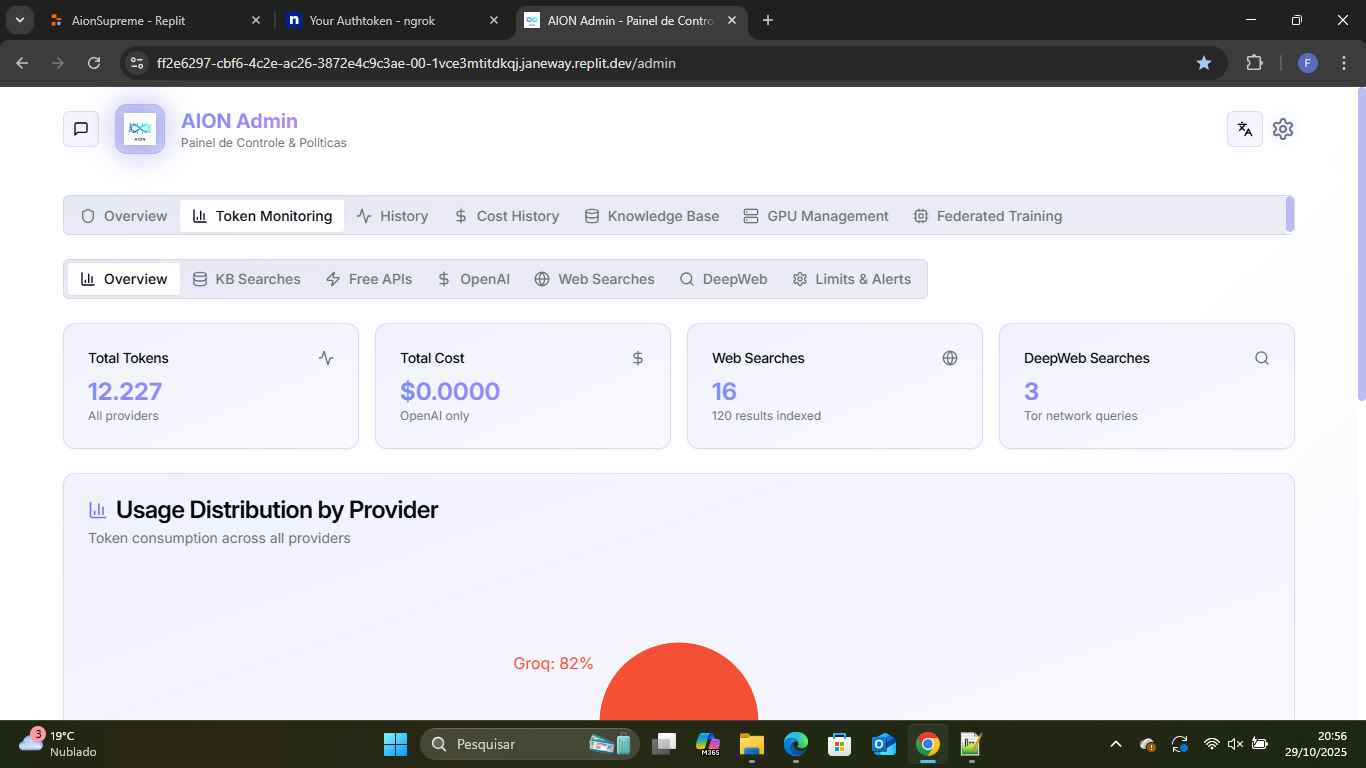 AionSupreme - Replit
Your Authtoken - ngrok
AION Admin - Painel de Contro
ff2e6297-cbf6-4c2e-ac26-3872e4c9c3ae-00-1vce3mtitdkqj.janeway.replit.dev/admin
F
AION
AION Admin
Painel de Controle & Políticas
Overview
Token Monitoring
History
Cost History
Knowledge Base
GPU Management
Federated Training
Overview
KB Searches
Free APIs
OpenAI
Web Searches
DeepWeb
Limits & Alerts
Total Tokens
12.227
All providers
Total Cost
$0.0000
OpenAI only
Web Searches
16
120 results indexed
DeepWeb Searches
3
Tor network queries
Usage Distribution by Provider
Token consumption across all providers
Groq: 82%
3
19°C
Nublado
Pesquisar
M365
20:56
29/10/2025